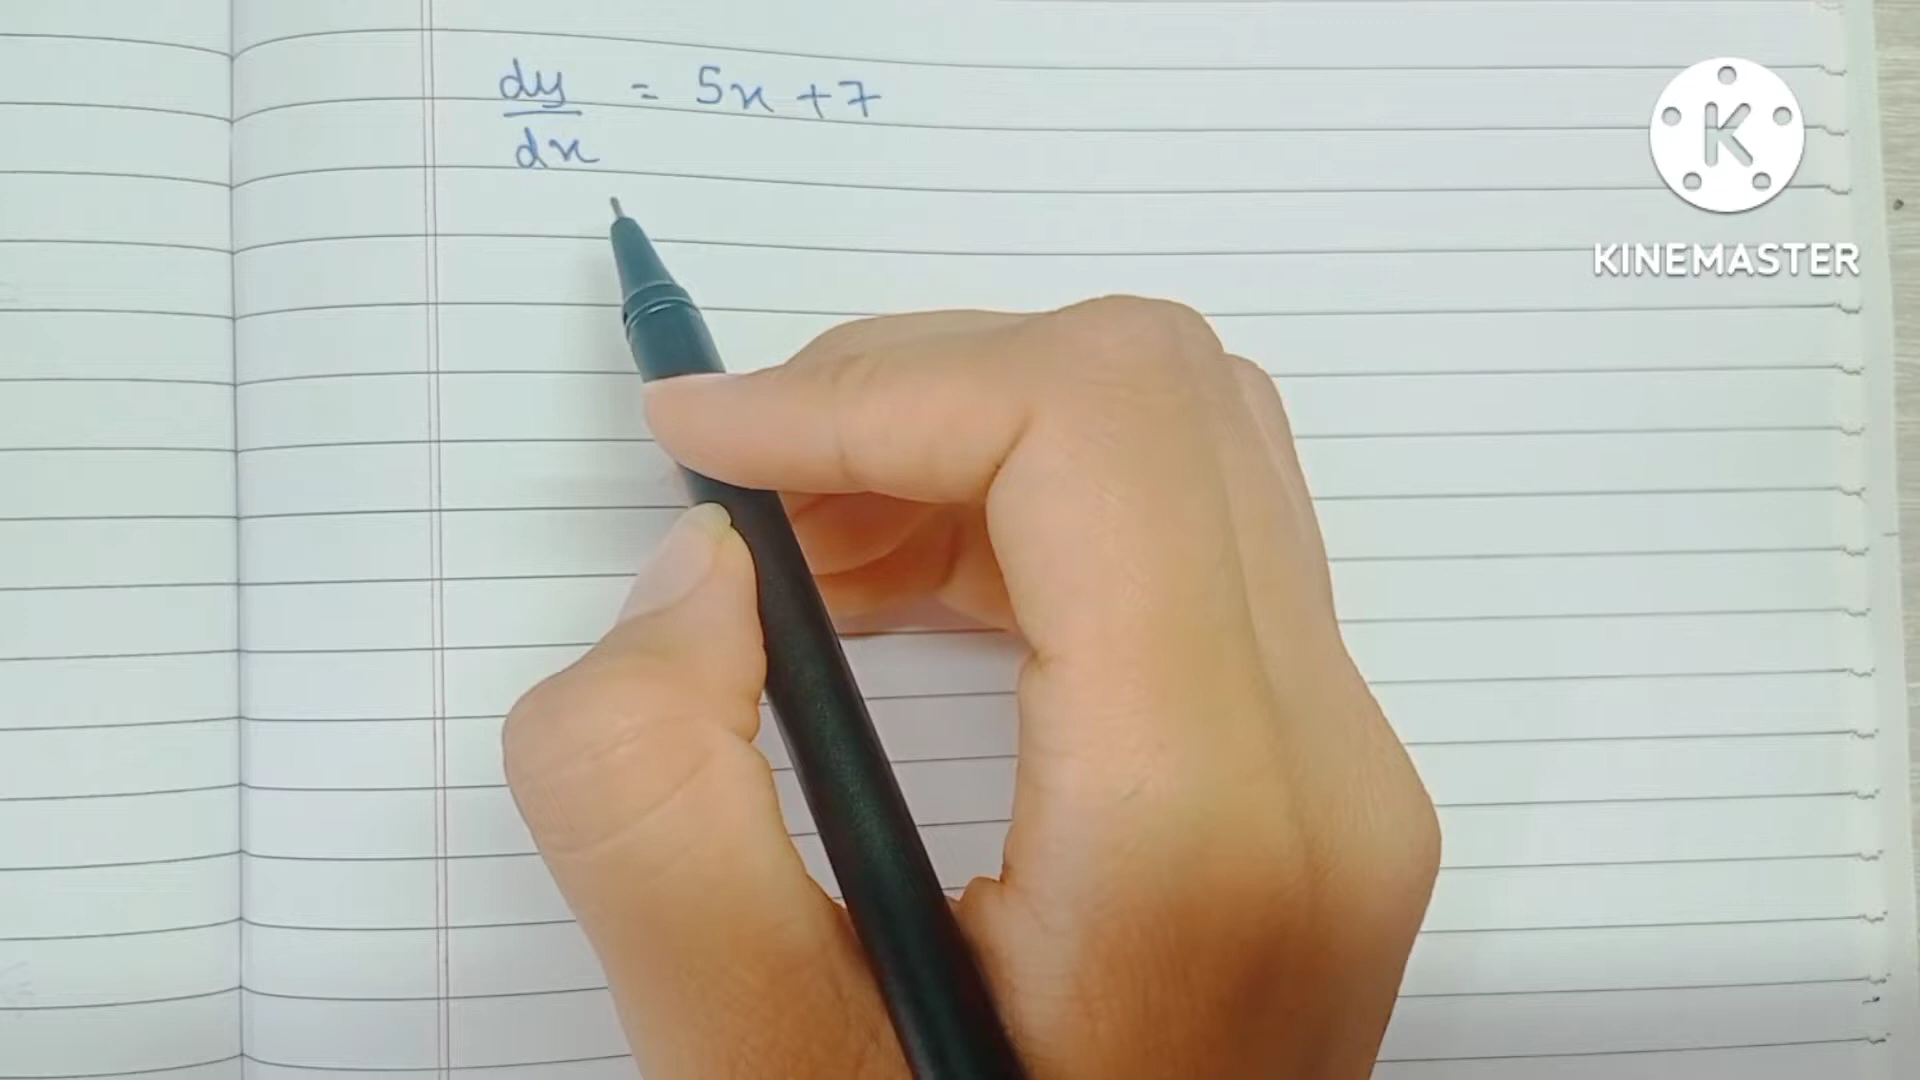 dy/dx = 5x + 7
K
KINEMASTER